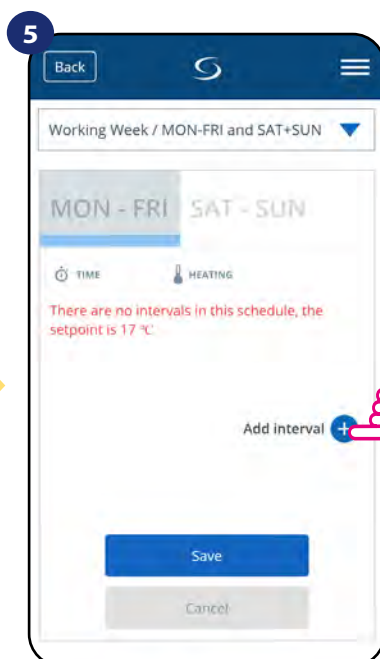 5
Back
Working Week / MON-FRI and SAT+SUN
MON - FRI SAT - SUN
TIME HEATING
There are no intervals in this schedule, the
setpoint is 17 °C
Add interval +
Save
Cancel